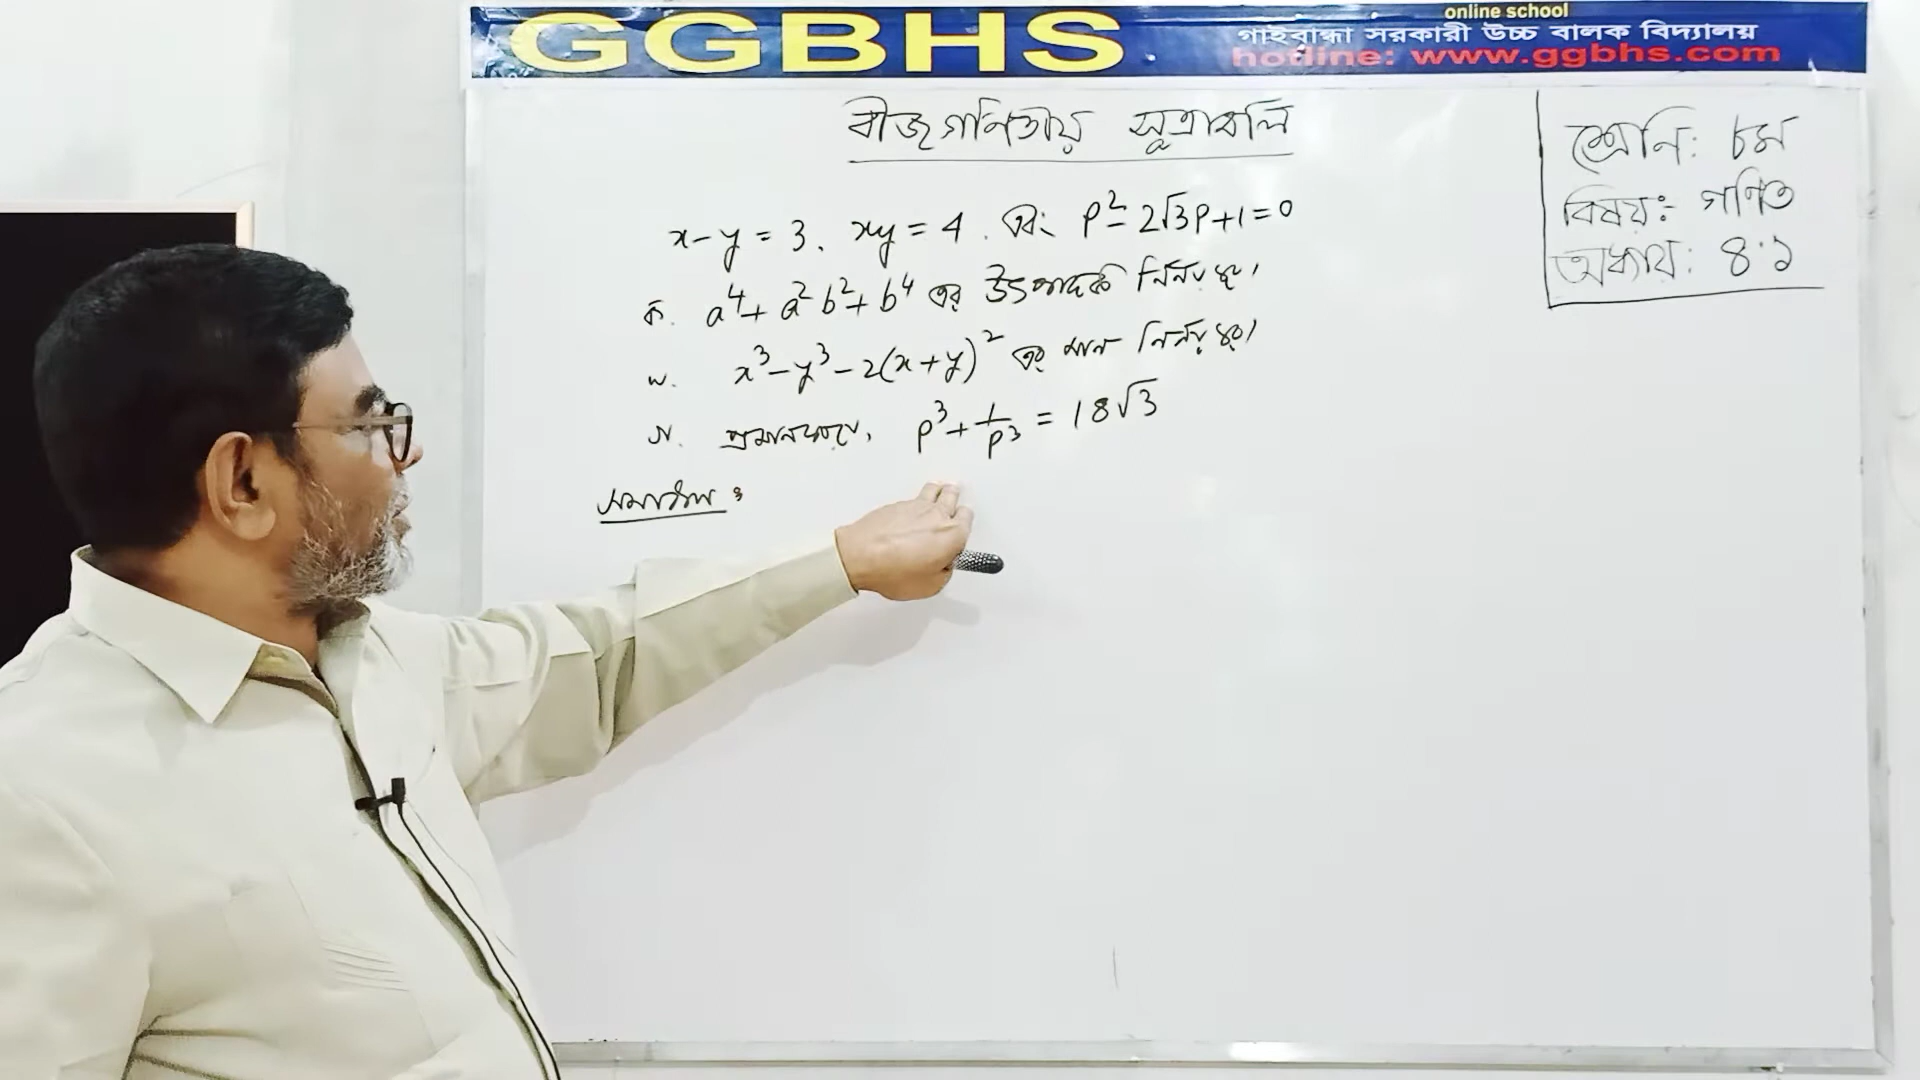 GGBHS
online school
গাইবান্ধা সরকারী উচ্চ বালক বিদ্যালয়
hotline: www.ggbhs.com
বীজগণিতীয় সূত্রাবলি
শ্রেনি: ৮ম
বিষয়: গণিত
অধ্যায়: ৪.১
x-y = 3, xy = 4. এবং p² - 2√3p+1=0
ক. a⁴ + a²b² + b⁴ এর উৎপাদকে নির্ণয় কর।
খ. x³-y³-2(x+y)² এর মান নির্ণয় কর।
গ. প্রমাণ কর যে, p³ + 1/p³ = 18√3
সমাধান ঃ